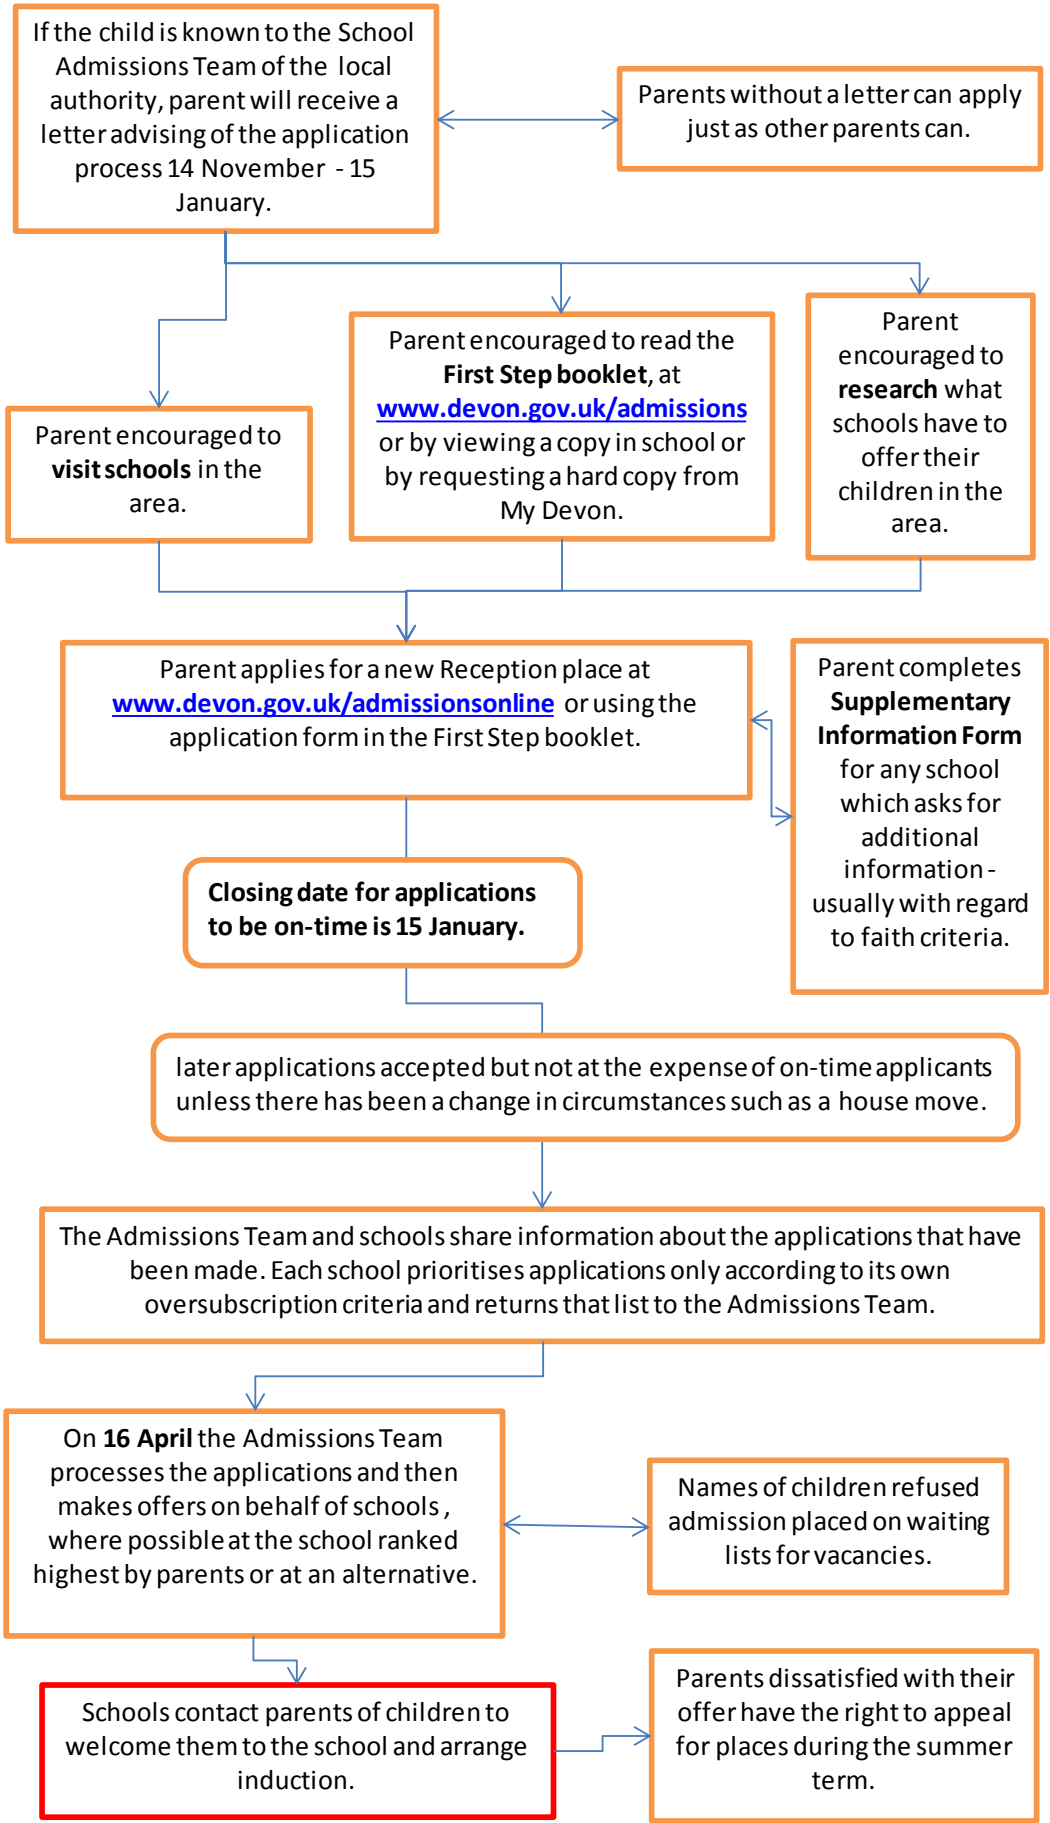 If the child is known to the School
Admissions Team of the local
authority, parent will receive a
letter advising of the application
process 14 November - 15
January.
Parents without a letter can apply
just as other parents can.
Parent encouraged to
visit schools in the
area.
Parent encouraged to read the
First Step booklet, at
www.devon.gov.uk/admissions
or by viewing a copy in school or
by requesting a hard copy from
My Devon.
Parent
encouraged to
research what
schools have to
offer their
children in the
area.
Parent applies for a new Reception place at
www.devon.gov.uk/admissionsonline or using the
application form in the First Step booklet.
Parent completes
Supplementary
Information Form
for any school
which asks for
additional
information -
usually with regard
to faith criteria.
Closing date for applications
to be on-time is 15 January.
later applications accepted but not at the expense of on-time applicants
unless there has been a change in circumstances such as a house move.
The Admissions Team and schools share information about the applications that have
been made. Each school prioritises applications only according to its own
oversubscription criteria and returns that list to the Admissions Team.
On 16 April the Admissions Team
processes the applications and then
makes offers on behalf of schools ,
where possible at the school ranked
highest by parents or at an alternative.
Names of children refused
admission placed on waiting
lists for vacancies.
Schools contact parents of children to
welcome them to the school and arrange
induction.
Parents dissatisfied with their
offer have the right to appeal
for places during the summer
term.